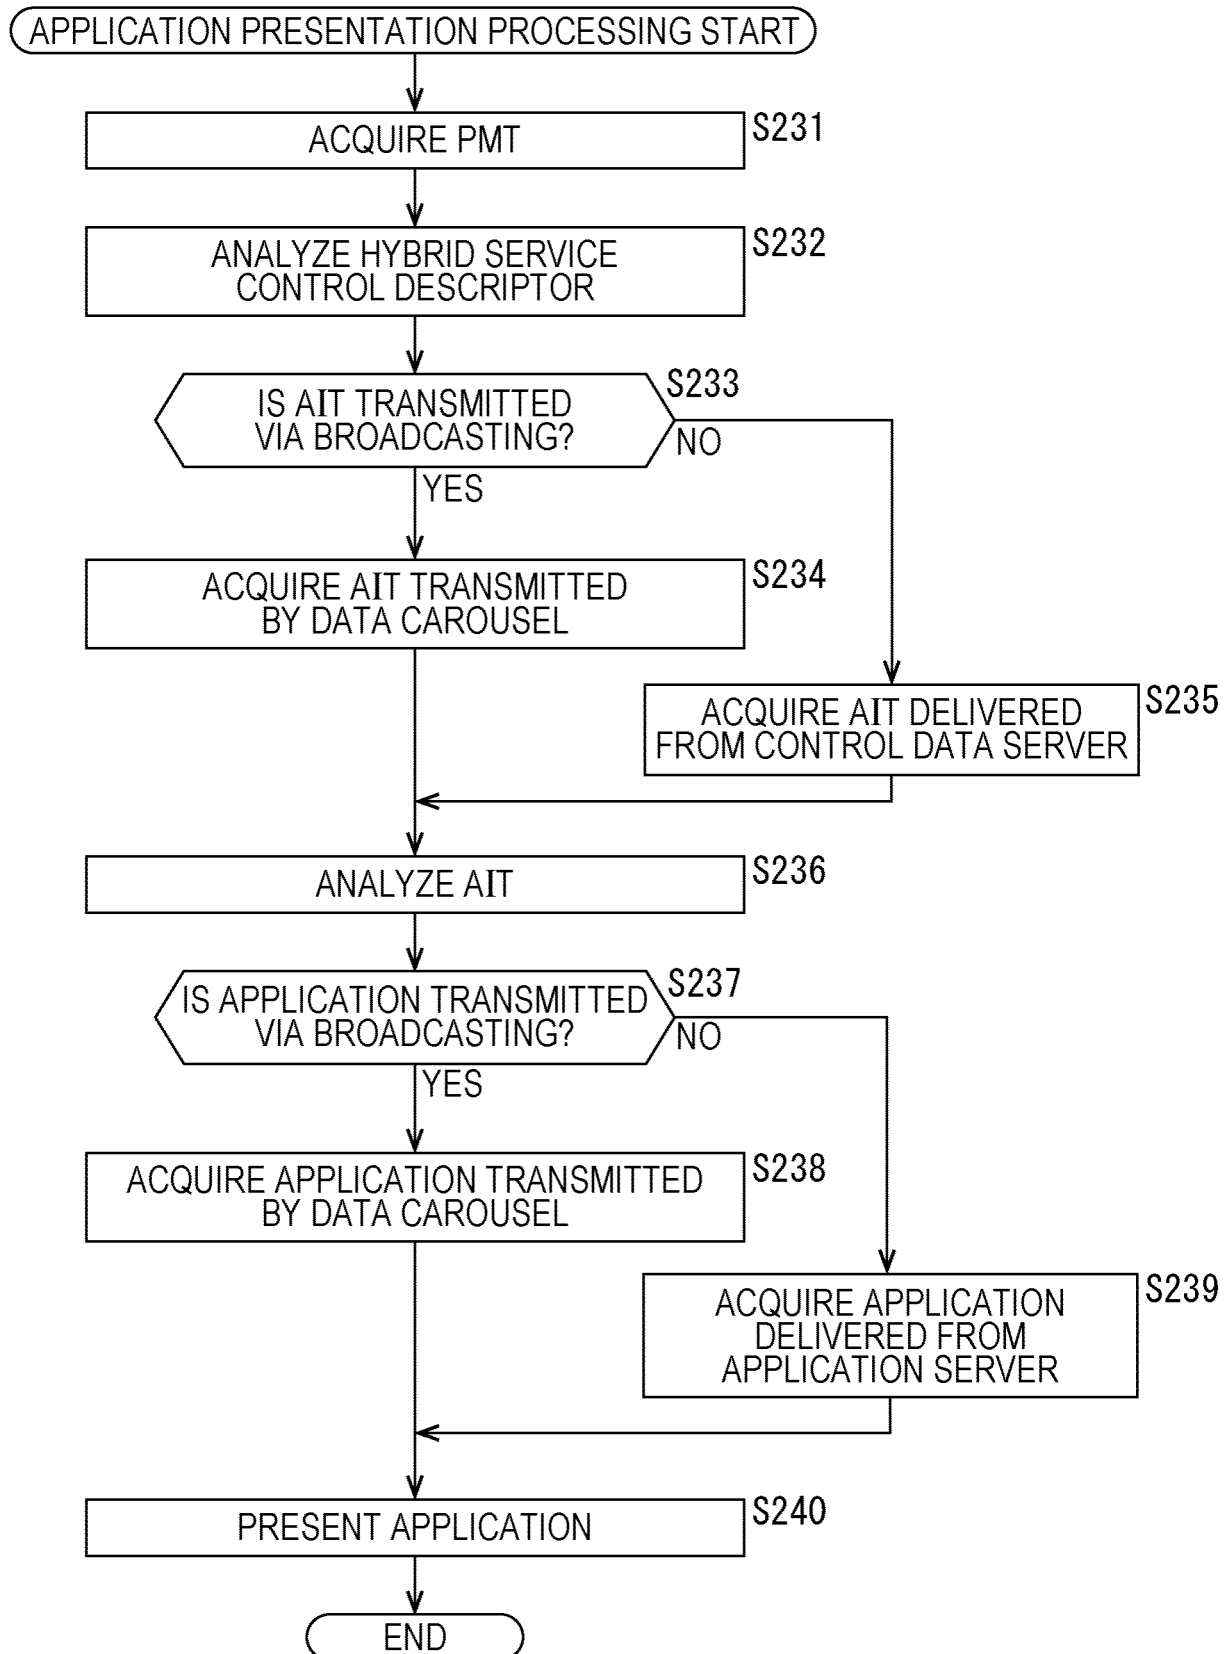 APPLICATION PRESENTATION PROCESSING START
ACQUIRE PMT
S231
ANALYZE HYBRID SERVICE
CONTROL DESCRIPTOR
S232
IS AIT TRANSMITTED
VIA BROADCASTING?
S233
NO
YES
ACQUIRE AIT TRANSMITTED
BY DATA CAROUSEL
S234
ACQUIRE AIT DELIVERED
FROM CONTROL DATA SERVER
S235
ANALYZE AIT
S236
IS APPLICATION TRANSMITTED
VIA BROADCASTING?
S237
NO
YES
ACQUIRE APPLICATION TRANSMITTED
BY DATA CAROUSEL
S238
ACQUIRE APPLICATION
DELIVERED FROM
APPLICATION SERVER
S239
PRESENT APPLICATION
S240
END